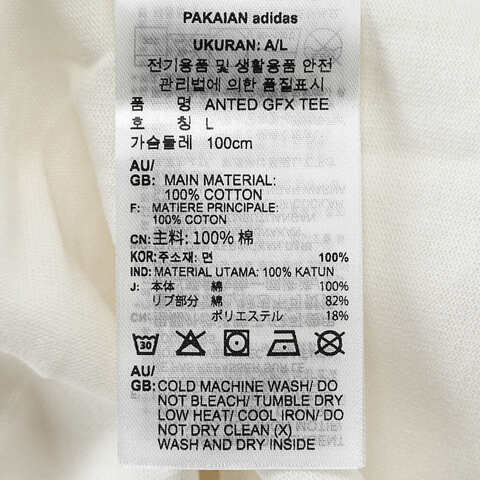 PAKAIAN adidas
UKURAN: A/L
전기용품 및 생활용품 안전
관리법에 의한 품질표시
품 명 ANTED GFX TEE
호 칭 L
가슴둘레 100cm
AU/
GB: MAIN MATERIAL:
100% COTTON
F: MATIERE PRINCIPALE:
100% COTON
CN: 主料: 100% 棉
KOR: 주소재: 면 100%
IND: MATERIAL UTAMA: 100% KATUN
J: 本体 綿 100%
リブ部分 綿 82%
ポリエステル 18%
30
AU/
GB: COLD MACHINE WASH/ DO
NOT BLEACH/ TUMBLE DRY
LOW HEAT/ COOL IRON/ DO
NOT DRY CLEAN (X)
WASH AND DRY INSIDE